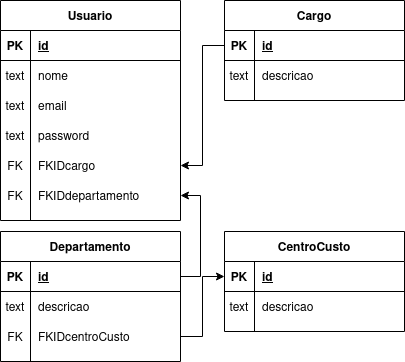 Usuario
PK id
text nome
text email
text password
FK FKIDcargo
FK FKIDdepartamento
Cargo
PK id
text descricao
Departamento
PK id
text descricao
FK FKIDcentroCusto
CentroCusto
PK id
text descricao